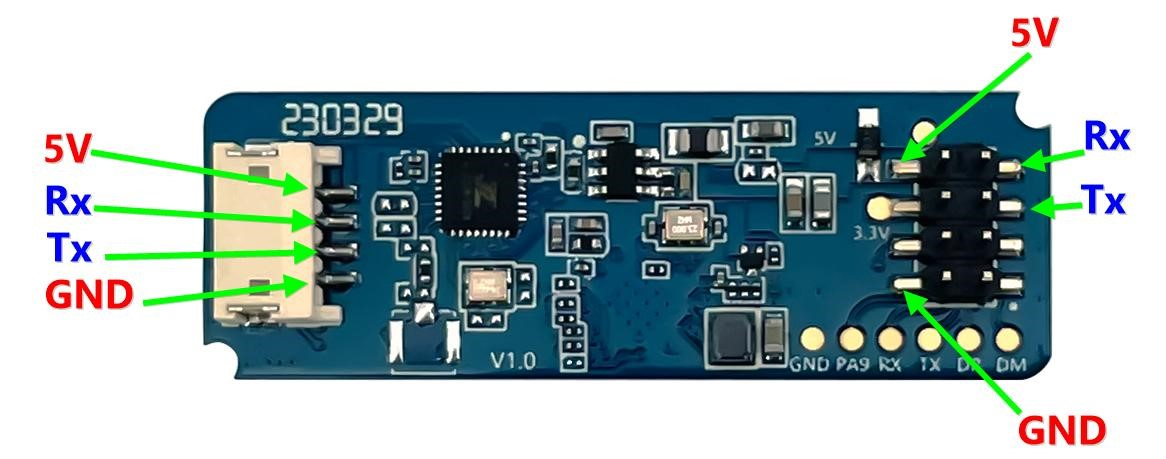 5V
230329
5V
Rx
5V
Rx
Tx
Tx
3.3V
GND
V1.0
GND PA9 RX TX DP DM
GND